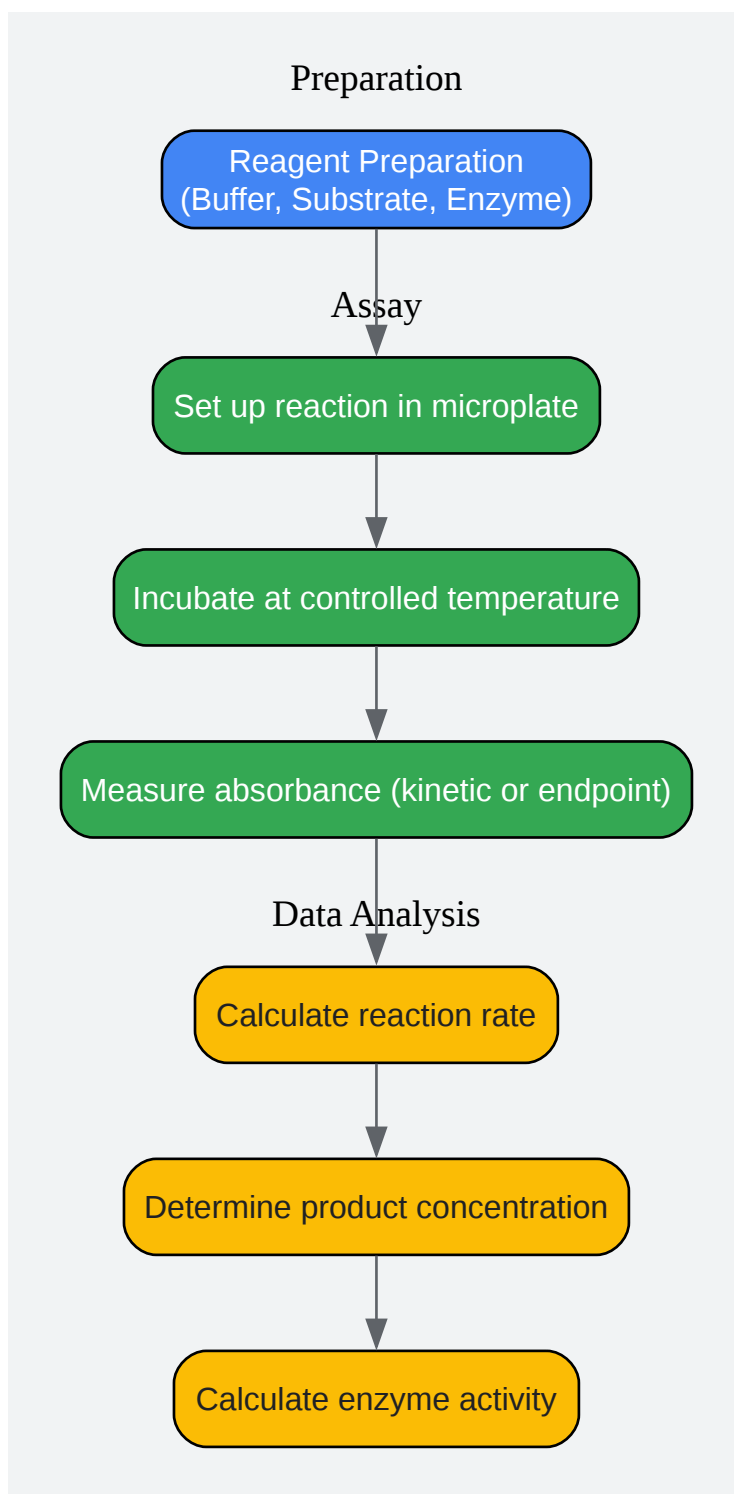 Preparation
Reagent Preparation
(Buffer, Substrate, Enzyme)
Assay
Set up reaction in microplate
Incubate at controlled temperature
Measure absorbance (kinetic or endpoint)
Data Analysis
Calculate reaction rate
Determine product concentration
Calculate enzyme activity